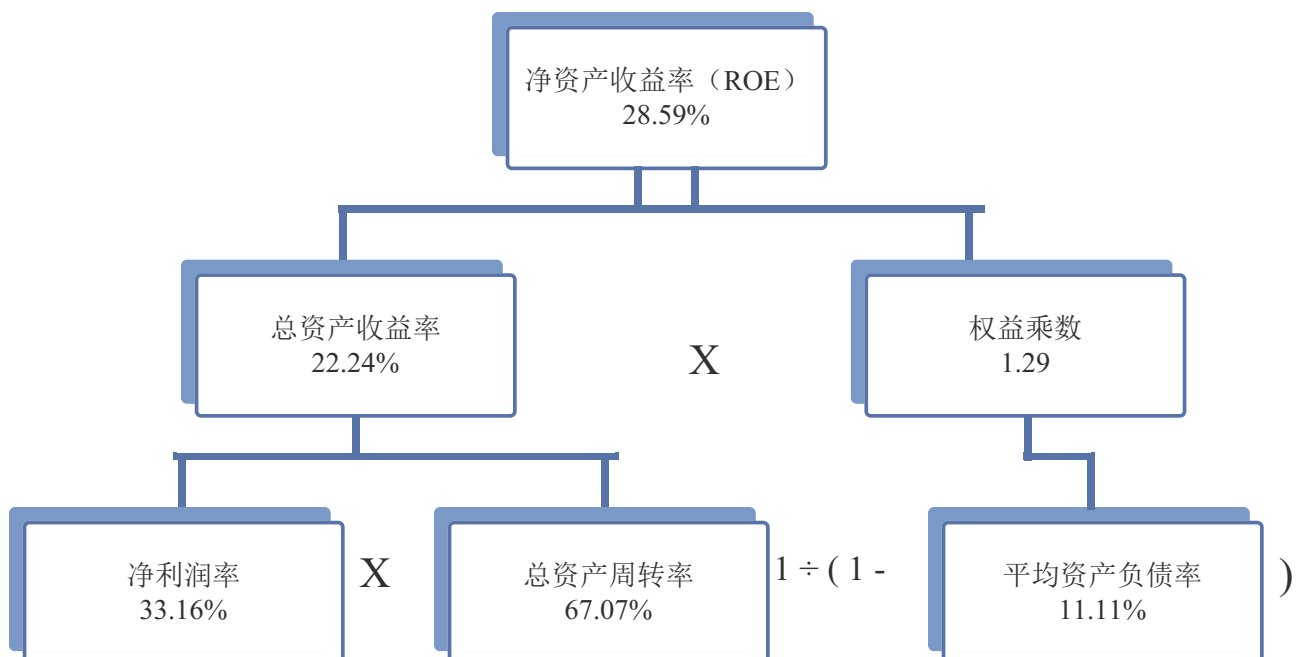 净资产收益率（ROE）
28.59%
总资产收益率
22.24%
X
权益乘数
1.29
净利润率
33.16%
X
总资产周转率
67.07%
1 ÷ ( 1 -
平均资产负债率
11.11%
)